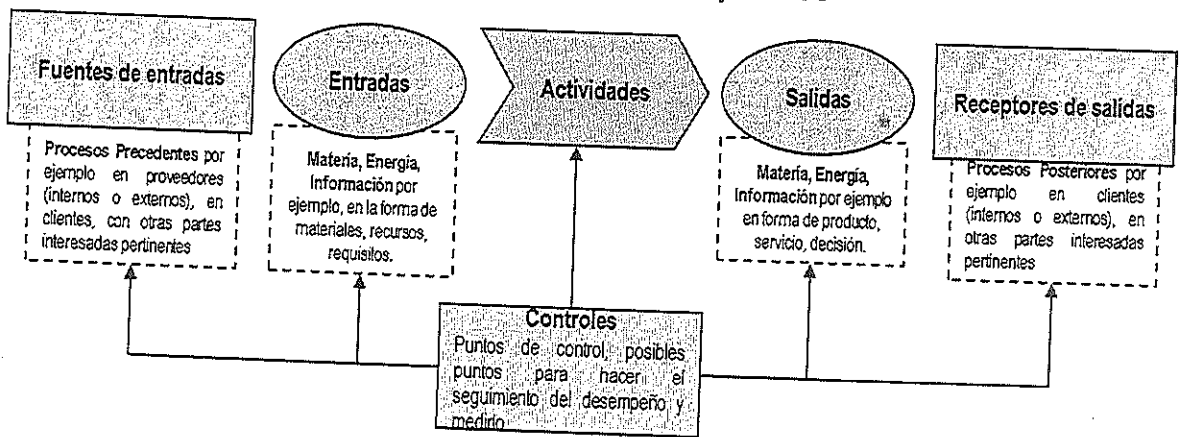 Fuentes de entradas
Procesos Precedentes por
ejemplo en proveedores
(internos o externos), en
clientes, con otras partes
interesadas pertinentes
Entradas
Materia, Energía,
Información por
ejemplo, en la forma de
materiales, recursos,
requisitos.
Actividades
Salidas
Materia, Energía,
Información por ejemplo
en forma de producto,
servicio, decisión.
Receptores de salidas
Procesos Posteriores por
ejemplo en clientes
(internos o externos), en
otras partes interesadas
pertinentes
Controles
Puntos de control, posibles
puntos para hacer el
seguimiento del desempeño y
medirlo